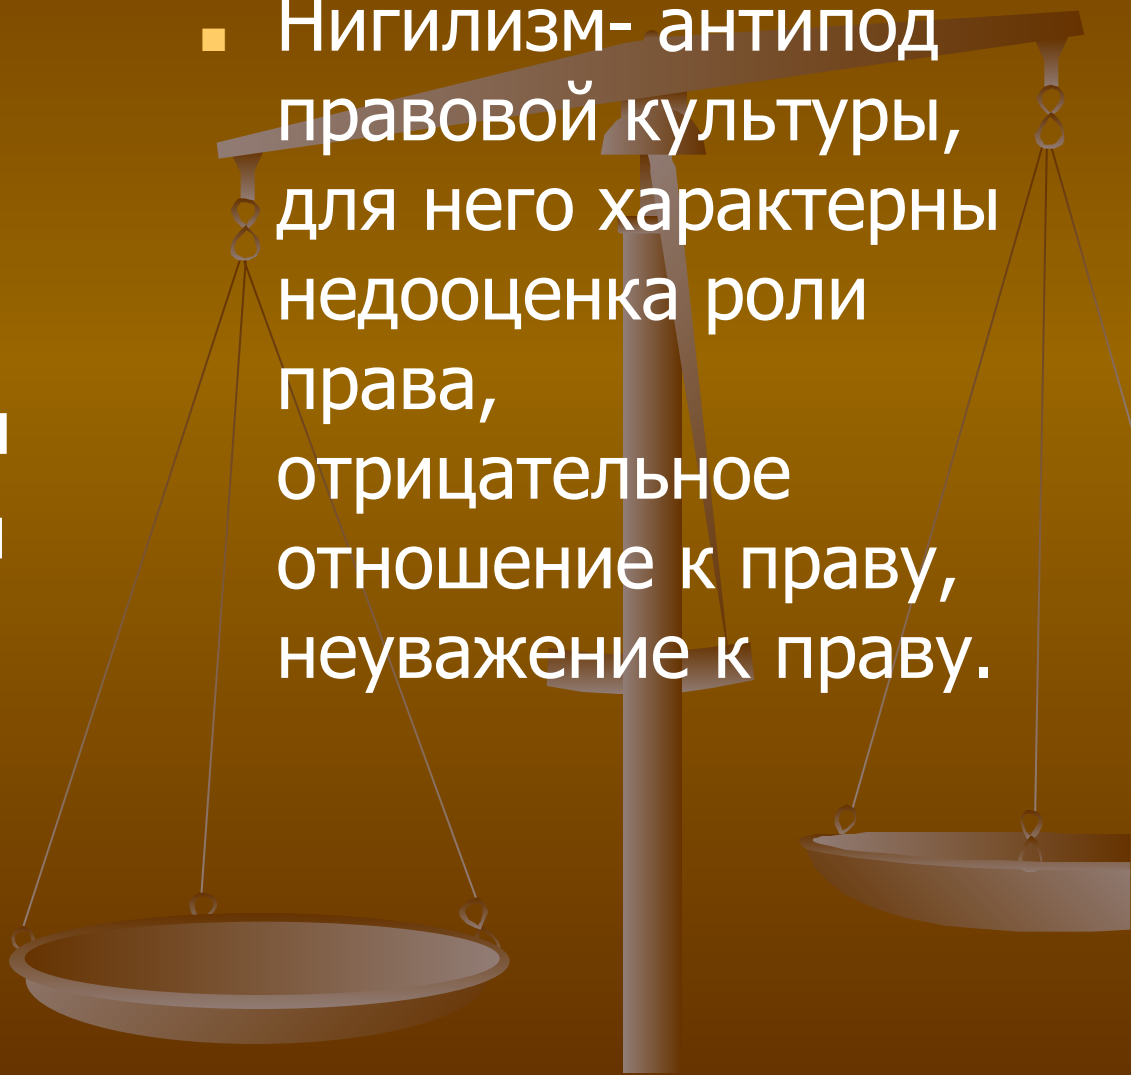 Нигилизм- антипод
правовой культуры,
для него характерны
недооценка роли
права,
отрицательное
отношение к праву,
неуважение к праву.